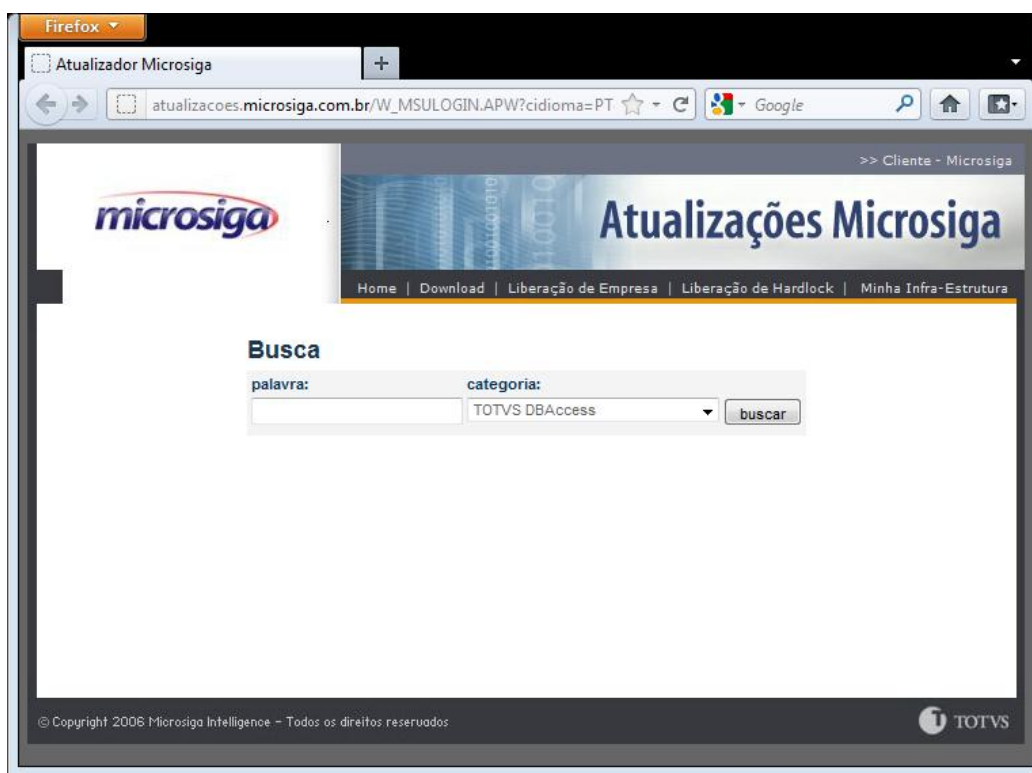 Firefox
Atualizador Microsiga
atualizacoes.microsiga.com.br/W_MSULOGIN.APW?cidioma=PT
Google
>> Cliente - Microsiga
microsiga
Atualizações Microsiga
Home | Download | Liberação de Empresa | Liberação de Hardlock | Minha Infra-Estrutura
Busca
palavra: categoria:
TOTVS DBAccess buscar
© Copyright 2006 Microsiga Intelligence - Todos os direitos reservados
TOTVS